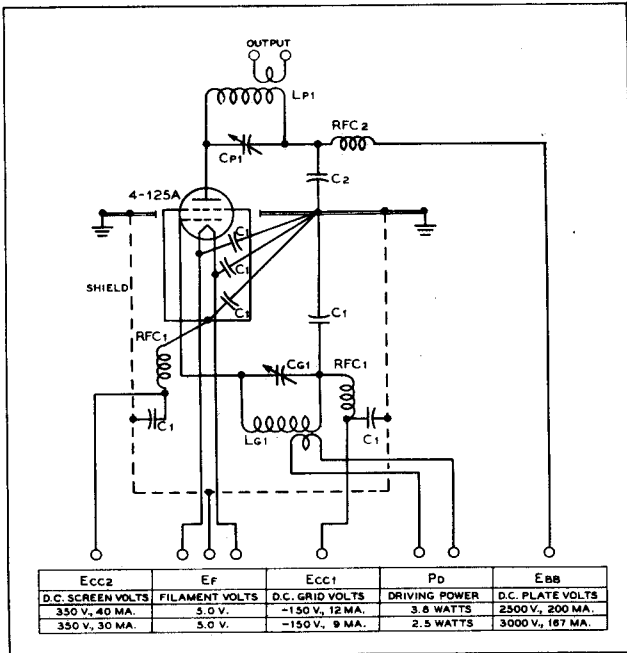 OUTPUT
LP1
RFC2
CP1
C2
4-125A
C1
C1
SHIELD
C1
C1
RFC1
CG1
RFC1
C1
LG1
C1
ECC2 EF ECC1 PD EBB
D.C. SCREEN VOLTS FILAMENT VOLTS D.C. GRID VOLTS DRIVING POWER D.C. PLATE VOLTS
350 V., 40 MA. 5.0 V. -150 V., 12 MA. 3.8 WATTS 2500 V., 200 MA.
350 V., 30 MA. 5.0 V. -150 V., 9 MA. 2.5 WATTS 3000 V., 167 MA.